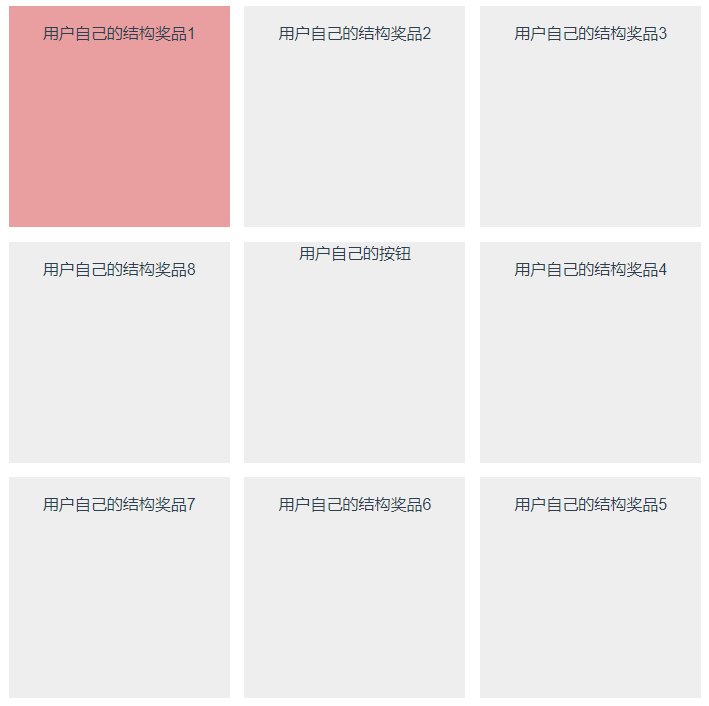 用户自己的结构奖品1
用户自己的结构奖品2
用户自己的结构奖品3
用户自己的结构奖品8
用户自己的按钮
用户自己的结构奖品4
用户自己的结构奖品7
用户自己的结构奖品6
用户自己的结构奖品5